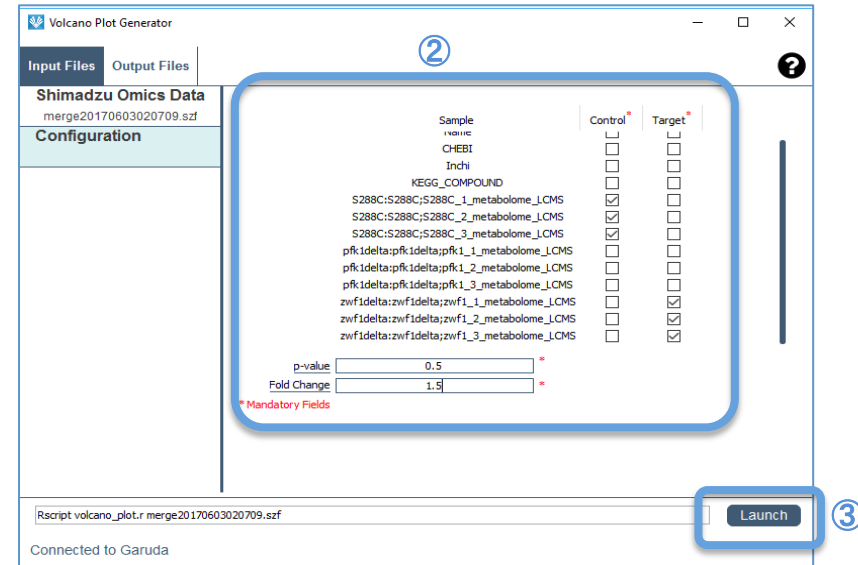 Volcano Plot Generator
②
Input Files Output Files
?
Shimadzu Omics Data
merge20170603020709.szf
Configuration
Sample Control* Target*
Name
CHEBI
Inchi
KEGG_COMPOUND
S288C:S288C;S288C_1_metabolome_LCMS
S288C:S288C;S288C_2_metabolome_LCMS
S288C:S288C;S288C_3_metabolome_LCMS
pfk1delta:pfk1delta;pfk1_1_metabolome_LCMS
pfk1delta:pfk1delta;pfk1_2_metabolome_LCMS
pfk1delta:pfk1delta;pfk1_3_metabolome_LCMS
zwf1delta:zwf1delta;zwf1_1_metabolome_LCMS
zwf1delta:zwf1delta;zwf1_2_metabolome_LCMS
zwf1delta:zwf1delta;zwf1_3_metabolome_LCMS
p-value 0.5 *
Fold Change 1.5 *
* Mandatory Fields
Rscript volcano_plot.r merge20170603020709.szf Launch ③
Connected to Garuda